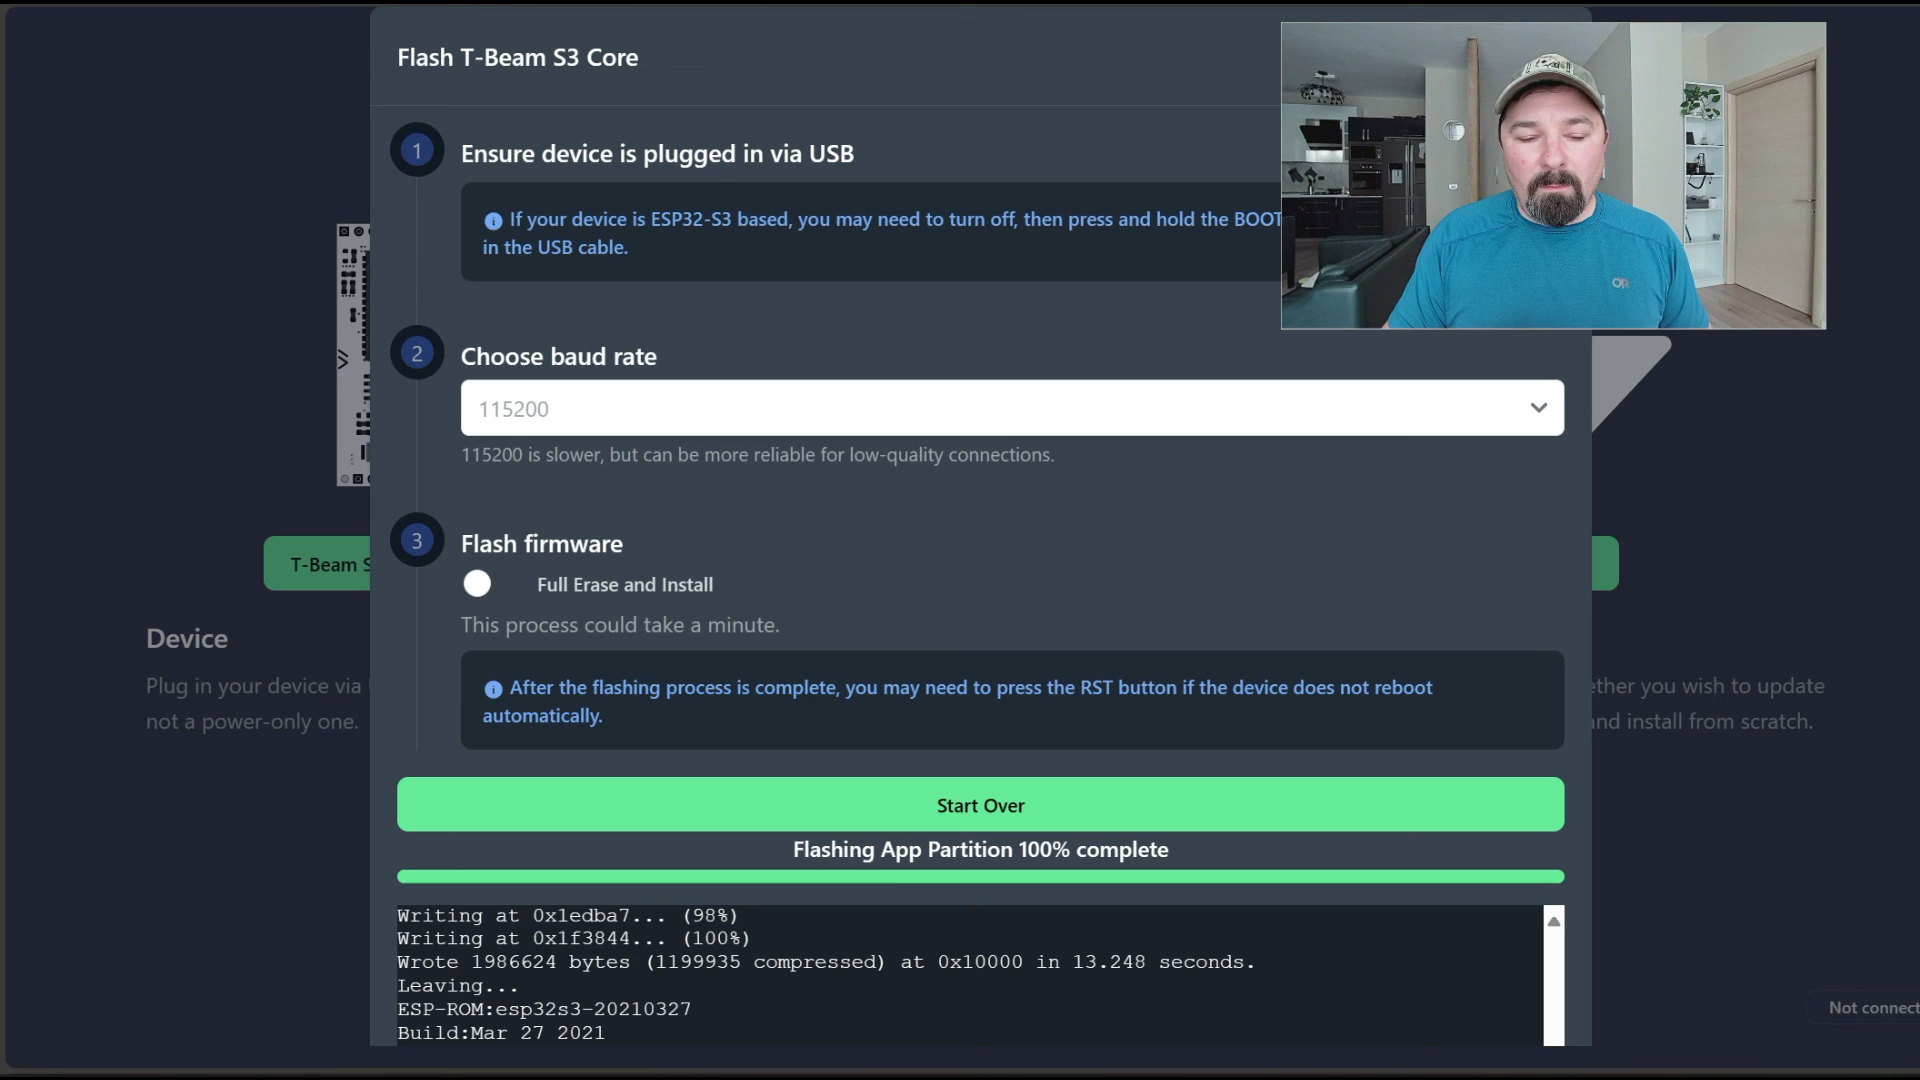 Flash T-Beam S3 Core
1
Ensure device is plugged in via USB
If your device is ESP32-S3 based, you may need to turn off, then press and hold the BOOT
in the USB cable.
2
Choose baud rate
115200
115200 is slower, but can be more reliable for low-quality connections.
3
Flash firmware
Full Erase and Install
This process could take a minute.
After the flashing process is complete, you may need to press the RST button if the device does not reboot
automatically.
Start Over
Flashing App Partition 100% complete
Writing at 0x1edba7... (98%)
Writing at 0x1f3844... (100%)
Wrote 1986624 bytes (1199935 compressed) at 0x10000 in 13.248 seconds.
Leaving...
ESP-ROM:esp32s3-20210327
Build:Mar 27 2021
T-Beam S
Device
Plug in your device via
not a power-only one.
ether you wish to update
and install from scratch.
Not connect
OR